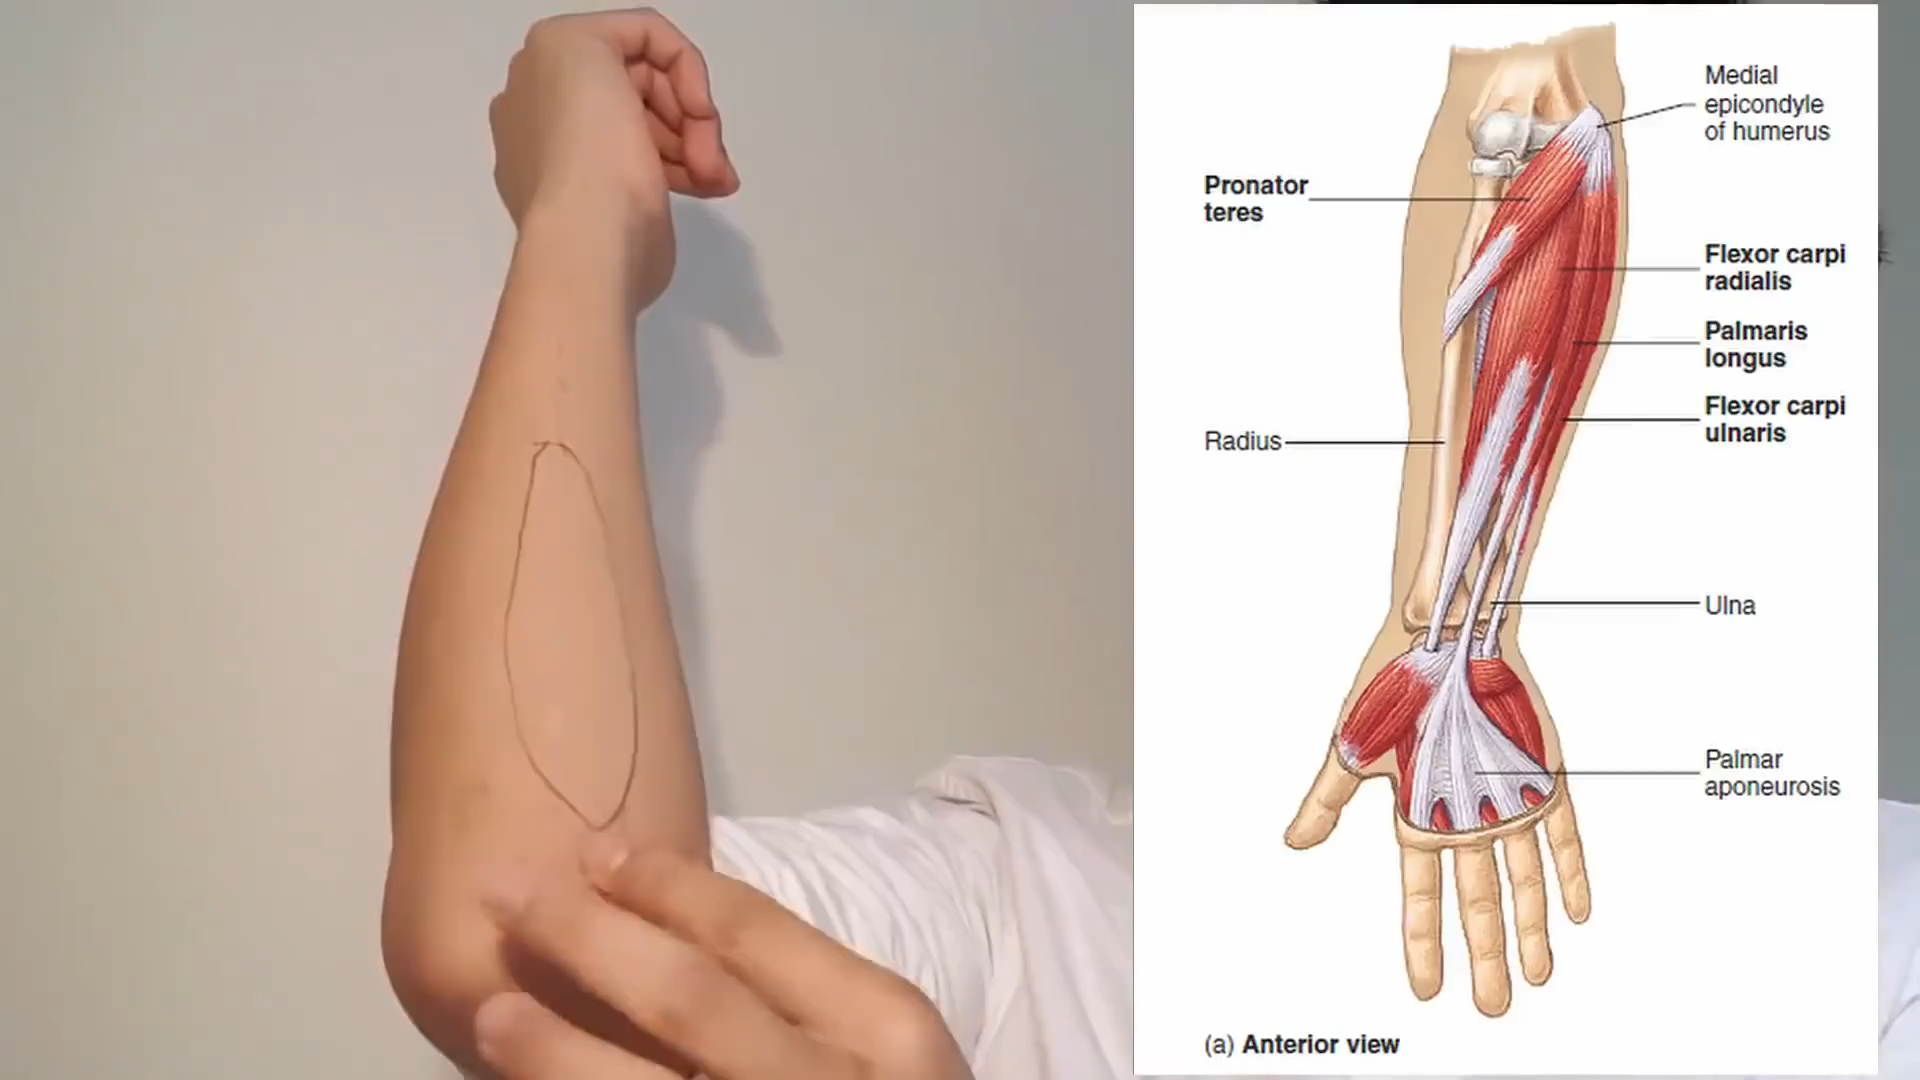 Medial
epicondyle
of humerus
Pronator
teres
Flexor carpi
radialis
Palmaris
longus
Flexor carpi
ulnaris
Radius
Ulna
Palmar
aponeurosis
(a) Anterior view